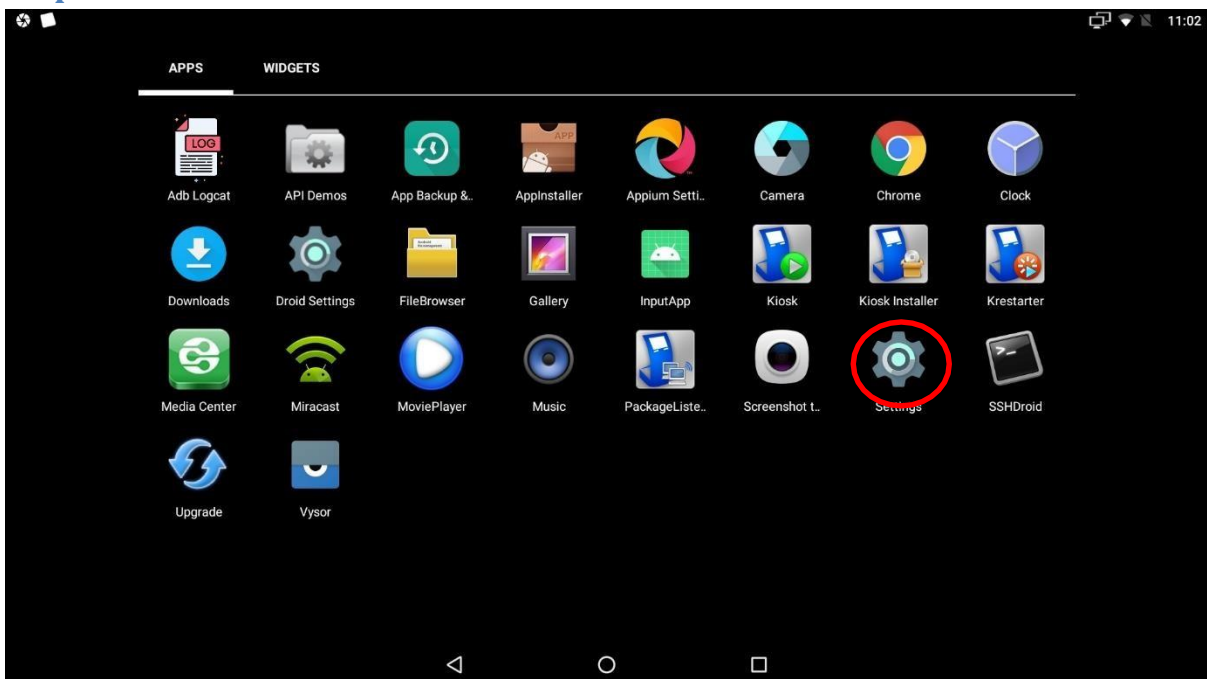 11:02
APPS WIDGETS
LOG APP
Adb Logcat API Demos App Backup &.. AppInstaller Appium Setti.. Camera Chrome Clock
Downloads Droid Settings FileBrowser Gallery InputApp Kiosk Kiosk Installer Krestarter
Media Center Miracast MoviePlayer Music PackageListe.. Screenshot t.. Settings SSHDroid
Upgrade Vysor